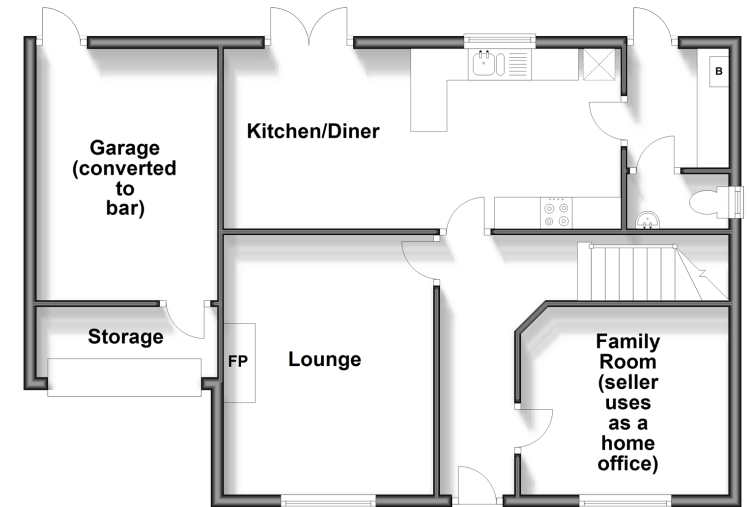 B
Kitchen/Diner
Garage
(converted
to
bar)
Storage
FP
Lounge
Family
Room
(seller
uses
as a
home
office)